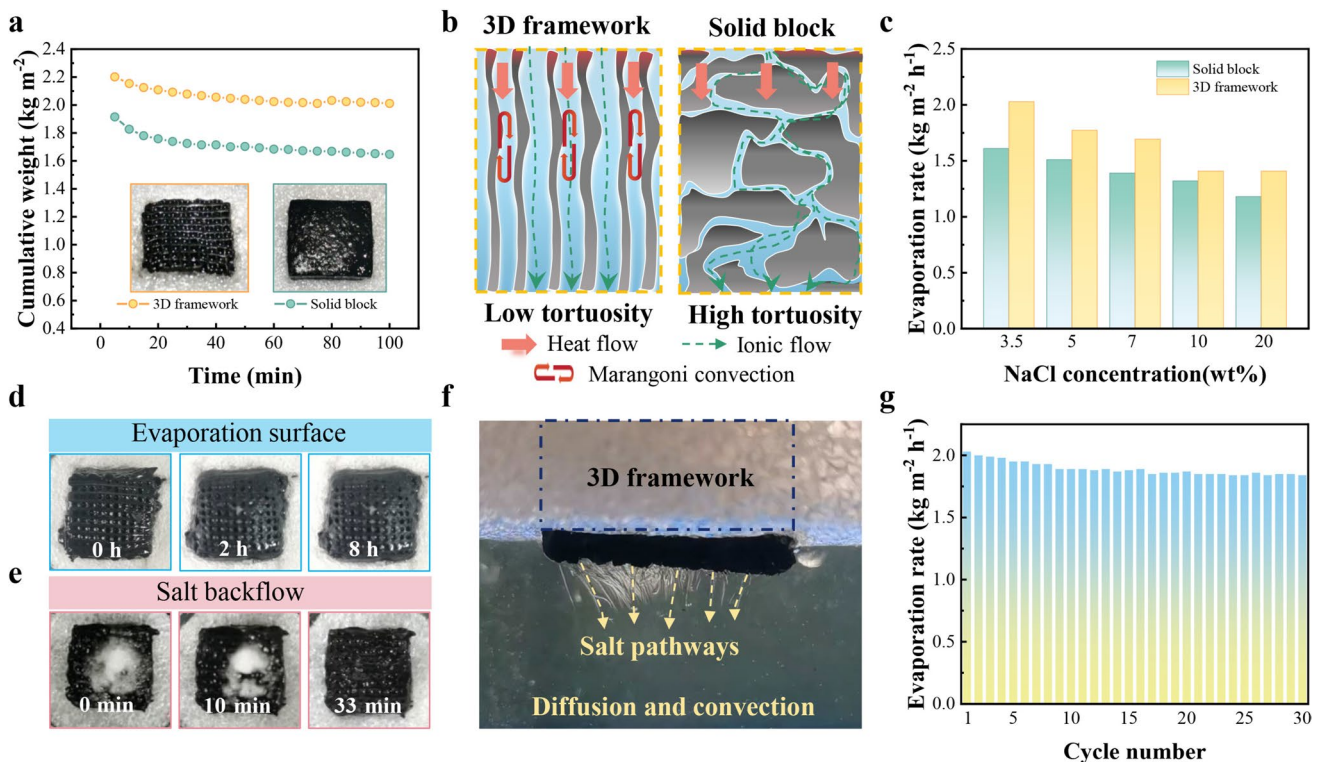 a
Cumulative weight (kg m⁻²)
2.4
2.2
2.0
1.8
1.6
1.4
1.2
1.0
0.8
0.6
0.4
3D framework
Solid block
0 20 40 60 80 100
Time (min)
b
3D framework
Solid block
Low tortuosity
High tortuosity
Heat flow
Ionic flow
Marangoni convection
c
Evaporation rate (kg m⁻² h⁻¹)
2.5
2.0
1.5
1.0
0.5
0.0
Solid block
3D framework
3.5 5 7 10 20
NaCl concentration(wt%)
d
Evaporation surface
0 h
2 h
8 h
e
Salt backflow
0 min
10 min
33 min
f
3D framework
Salt pathways
Diffusion and convection
g
Evaporation rate (kg m⁻² h⁻¹)
2.0
1.5
1.0
0.5
0.0
1 5 10 15 20 25 30
Cycle number